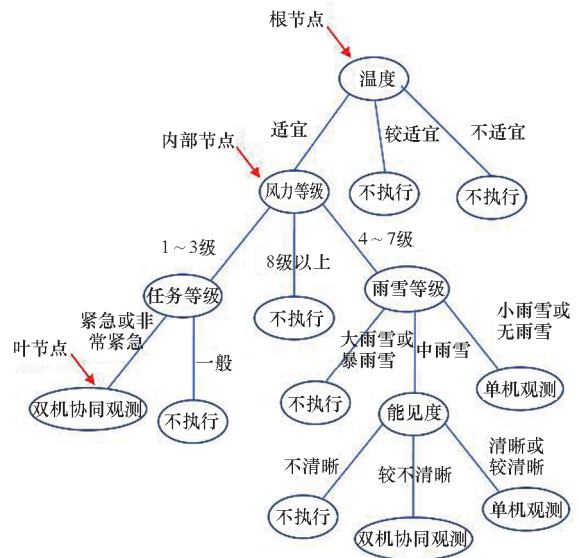 根节点
温度
适宜
较适宜
不适宜
内部节点
风力等级
不执行
不执行
1~3级
8级以上
4~7级
任务等级
不执行
雨雪等级
紧急或非
常紧急
一般
大雨雪或
暴雨雪
中雨雪
小雨雪或
无雨雪
叶节点
双机协同观测
不执行
不执行
能见度
单机观测
不清晰
较不清晰
清晰或
较清晰
不执行
双机协同观测
单机观测